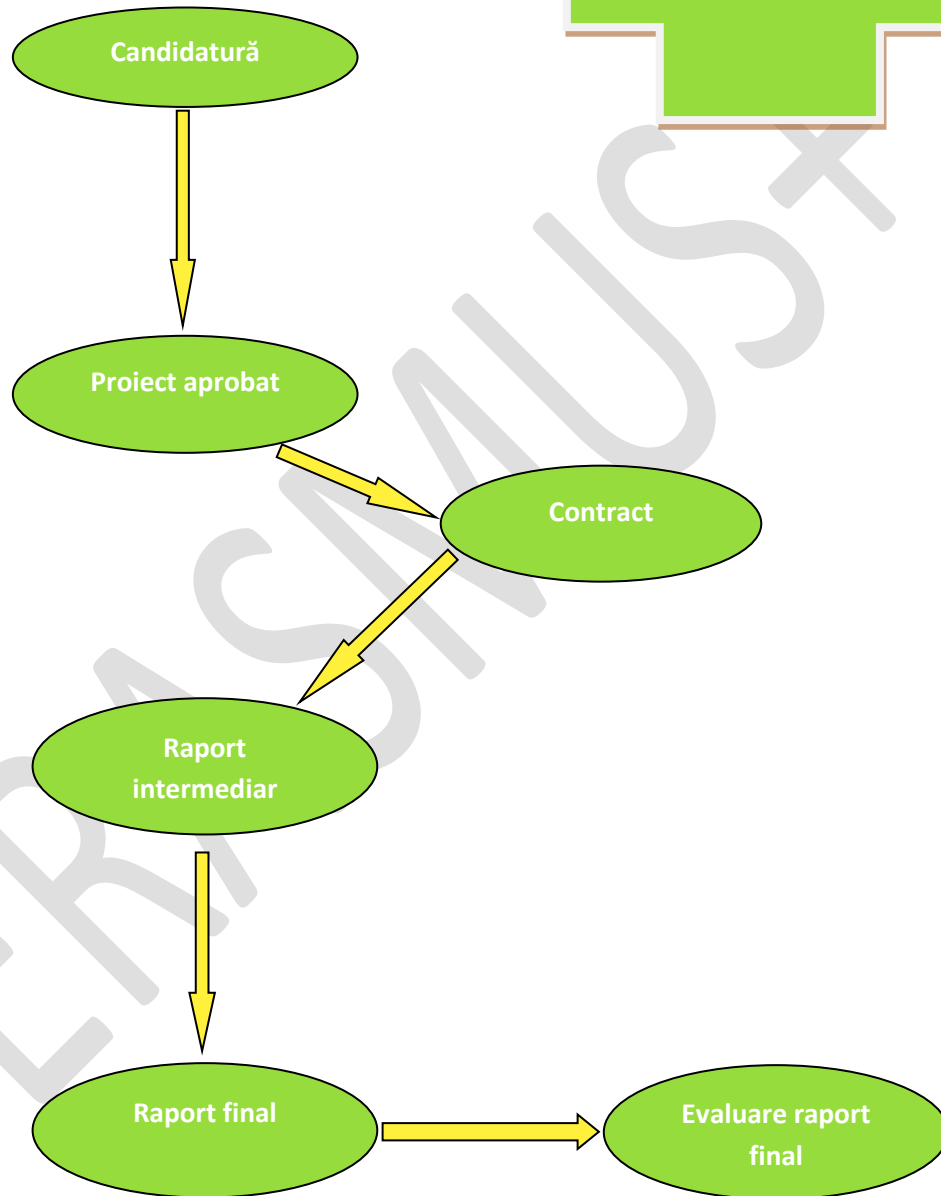 Candidatură
Proiect aprobat
Contract
Raport
intermediar
Raport final
Evaluare raport
final
ERASMUS+